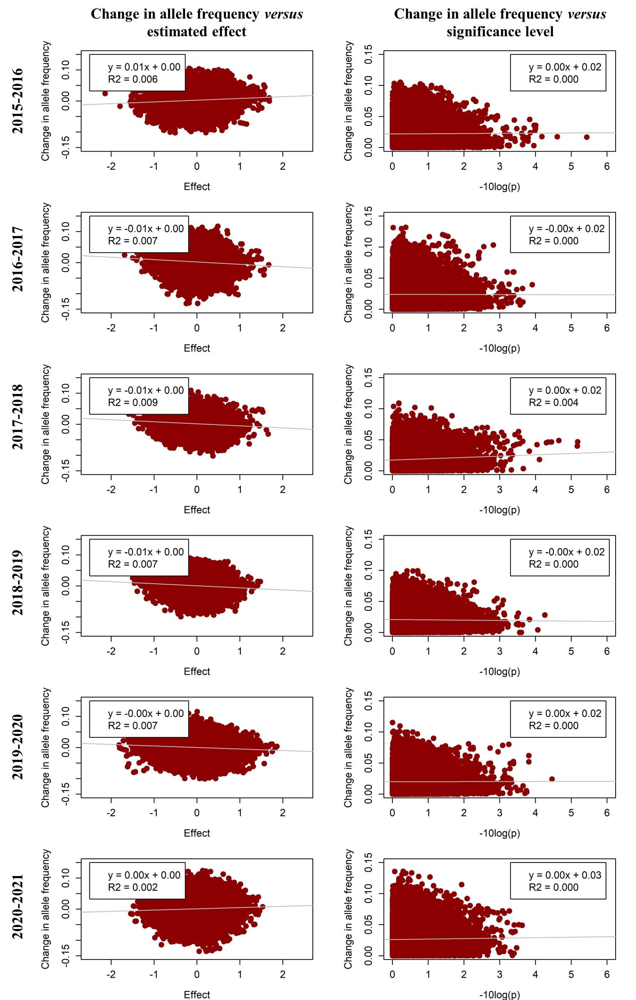 Change in allele frequency versus
estimated effect
Change in allele frequency versus
significance level
2015-2016
Change in allele frequency
-0.15 0.00 0.10
y = 0.01x + 0.00
R2 = 0.006
-2 -1 0 1 2
Effect
Change in allele frequency
0.00 0.05 0.10 0.15
y = 0.00x + 0.02
R2 = 0.000
0 1 2 3 4 5 6
-10log(p)
2016-2017
Change in allele frequency
-0.15 0.00 0.10
y = -0.01x + 0.00
R2 = 0.007
-2 -1 0 1 2
Effect
Change in allele frequency
0.00 0.05 0.10 0.15
y = -0.00x + 0.02
R2 = 0.000
0 1 2 3 4 5 6
-10log(p)
2017-2018
Change in allele frequency
-0.15 0.00 0.10
y = -0.01x + 0.00
R2 = 0.009
-2 -1 0 1 2
Effect
Change in allele frequency
0.00 0.05 0.10 0.15
y = 0.00x + 0.02
R2 = 0.004
0 1 2 3 4 5 6
-10log(p)
2018-2019
Change in allele frequency
-0.15 0.00 0.10
y = -0.01x + 0.00
R2 = 0.007
-2 -1 0 1 2
Effect
Change in allele frequency
0.00 0.05 0.10 0.15
y = -0.00x + 0.02
R2 = 0.000
0 1 2 3 4 5 6
-10log(p)
2019-2020
Change in allele frequency
-0.15 0.00 0.10
y = -0.00x + 0.00
R2 = 0.007
-2 -1 0 1 2
Effect
Change in allele frequency
0.00 0.05 0.10 0.15
y = 0.00x + 0.02
R2 = 0.000
0 1 2 3 4 5 6
-10log(p)
2020-2021
Change in allele frequency
-0.15 0.00 0.10
y = 0.00x + 0.00
R2 = 0.002
-2 -1 0 1 2
Effect
Change in allele frequency
0.00 0.05 0.10 0.15
y = 0.00x + 0.03
R2 = 0.000
0 1 2 3 4 5 6
-10log(p)